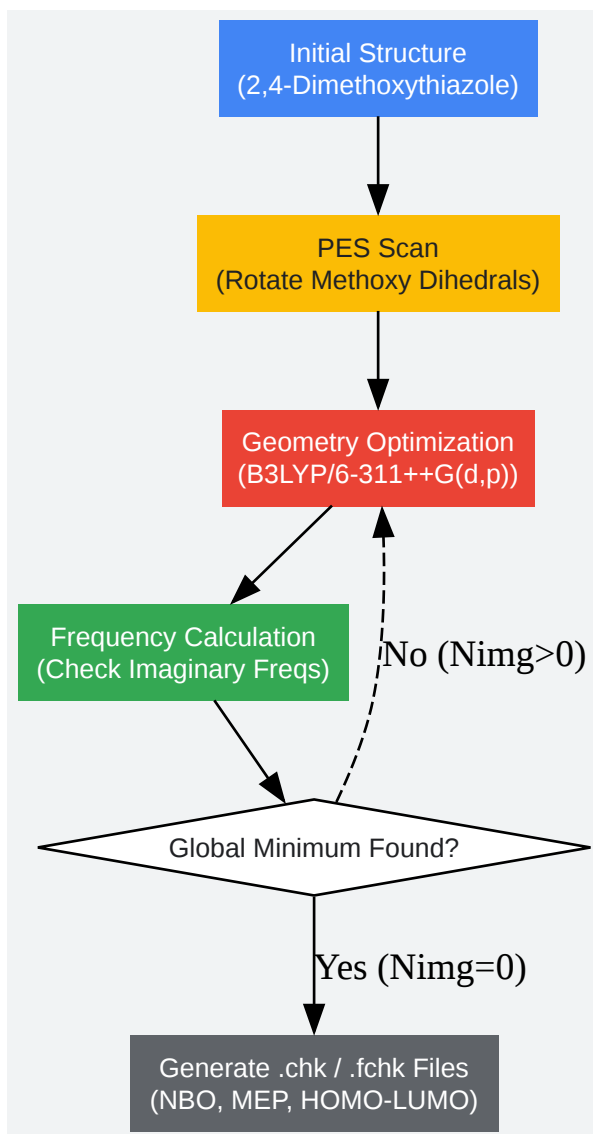 Initial Structure
(2,4-Dimethoxythiazole)
PES Scan
(Rotate Methoxy Dihedrals)
Geometry Optimization
(B3LYP/6-311++G(d,p))
Frequency Calculation
(Check Imaginary Freqs)
No (Nimg>0)
Global Minimum Found?
Yes (Nimg=0)
Generate .chk / .fchk Files
(NBO, MEP, HOMO-LUMO)